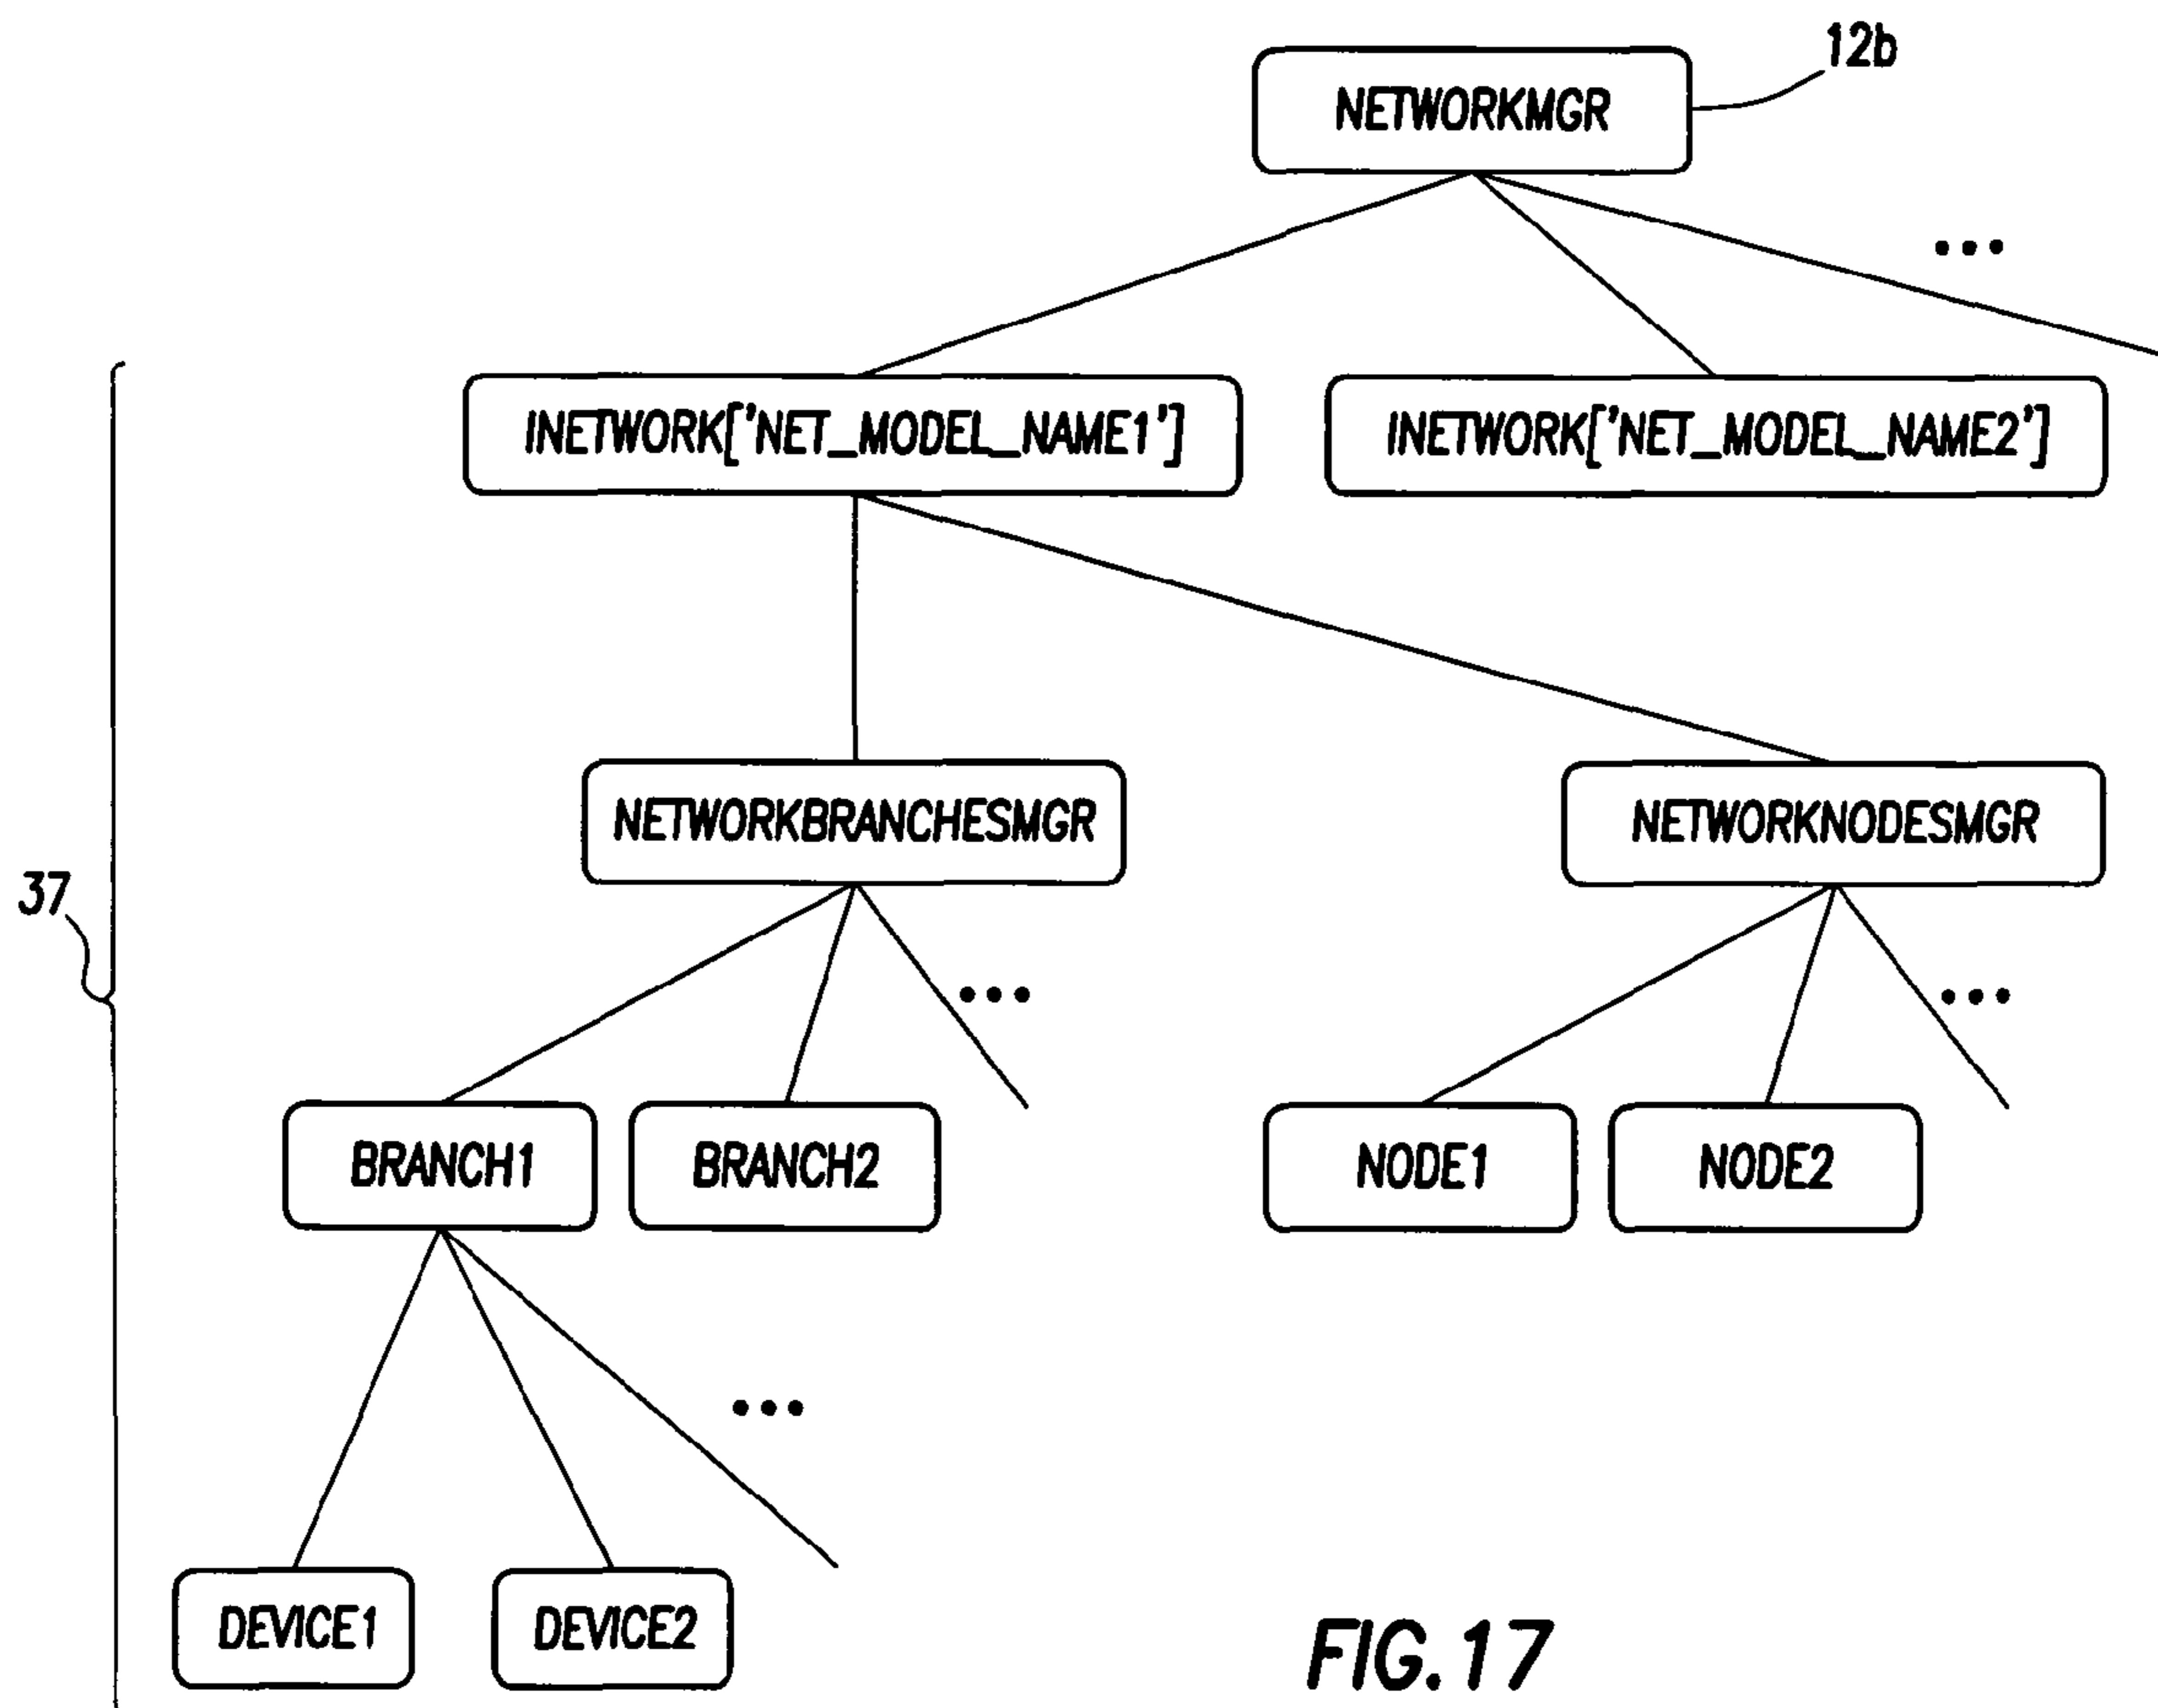 12b
NETWORKMGR
...
INETWORK['NET_MODEL_NAME1']
INETWORK['NET_MODEL_NAME2']
NETWORKBRANCHESMGR
NETWORKNODESMGR
37
...
...
BRANCH1
BRANCH2
NODE1
NODE2
...
DEVICE1
DEVICE2
FIG.17